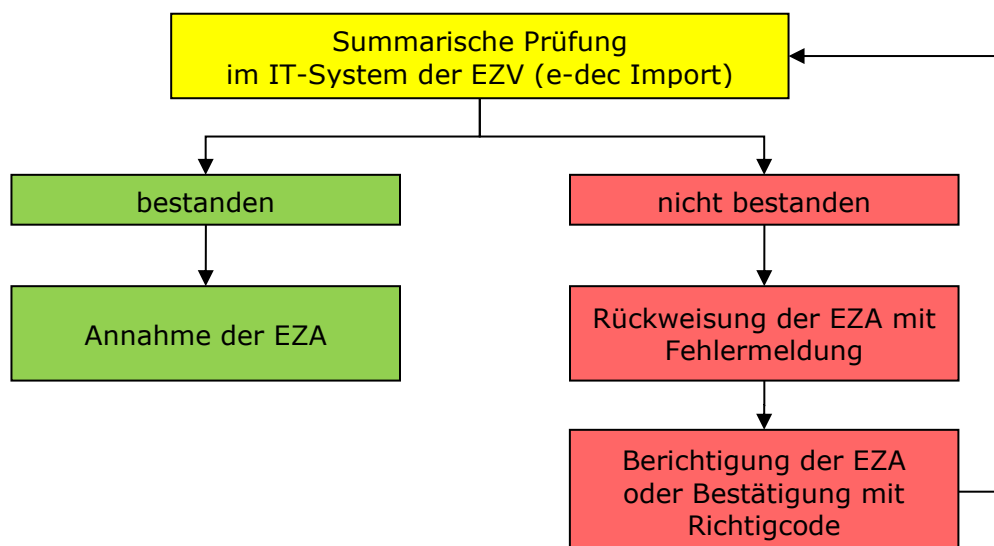 Summarische Prüfung
im IT-System der EZV (e-dec Import)
bestanden
nicht bestanden
Annahme der EZA
Rückweisung der EZA mit
Fehlermeldung
Berichtigung der EZA
oder Bestätigung mit
Richtigcode